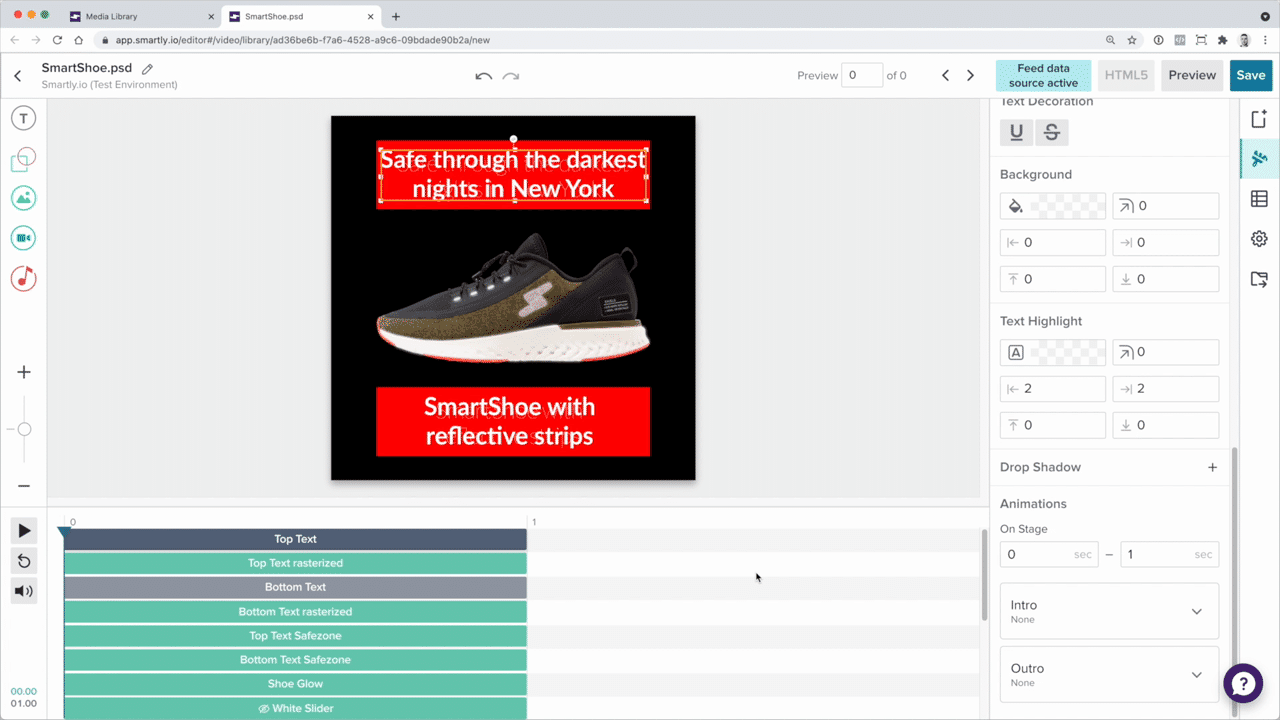 Media Library
SmartShoe.psd
app.smartly.io/editor#/video/library/ad36be6b-f7a6-4528-a9c6-09bdade90b2a/new
SmartShoe.psd
Smartly.io (Test Environment)
Preview 0 of 0
Feed data
source active
HTML5
Preview
Save
T
Safe through the darkest
nights in New York
SmartShoe with
reflective strips
Text Decoration
U S
Background
0
0 0
0 0
Text Highlight
A 0
2 2
0 0
Drop Shadow +
Animations
On Stage
0 sec – 1 sec
Intro
None
Outro
None
0 1
Top Text
Top Text rasterized
Bottom Text
Bottom Text rasterized
Top Text Safezone
Bottom Text Safezone
Shoe Glow
White Slider
00.00
01.00
?